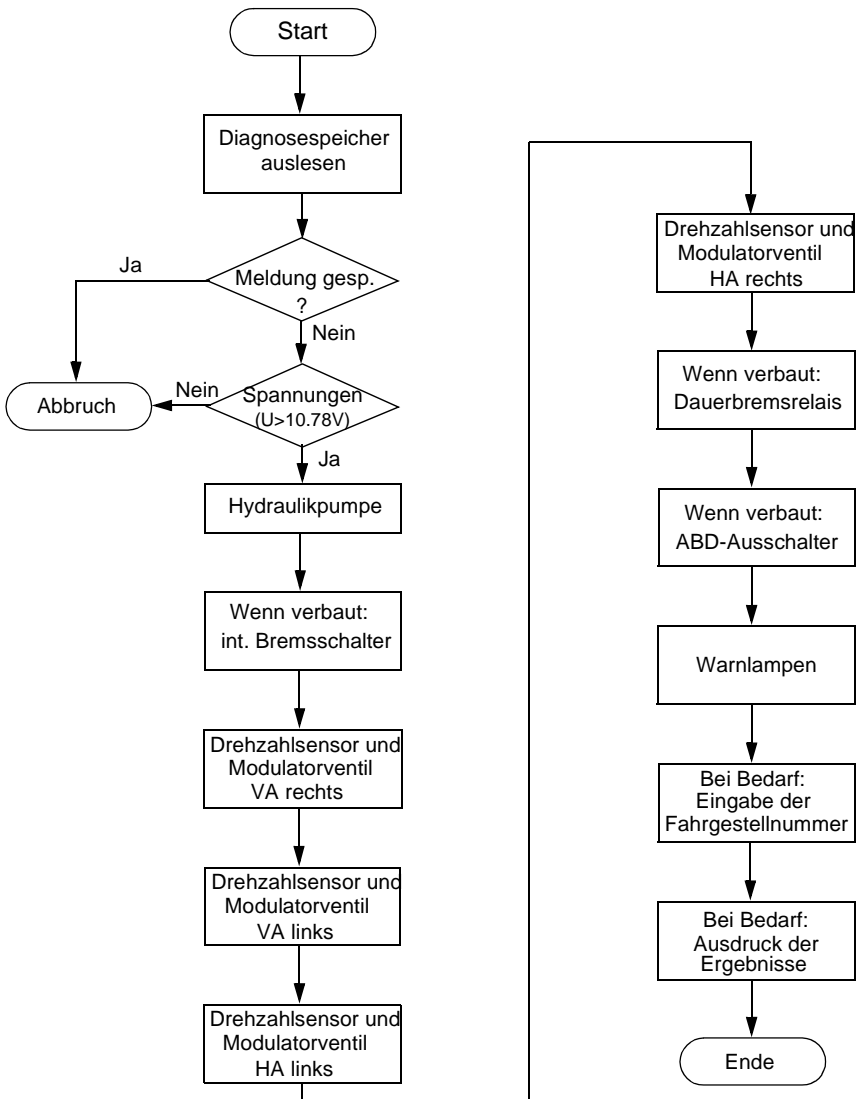 Start
Diagnosespeicher
auslesen
Ja
Meldung gesp.
?
Nein
Abbruch
Nein
Spannungen
(U>10.78V)
Ja
Hydraulikpumpe
Wenn verbaut:
int. Bremsschalter
Drehzahlsensor und
Modulatorventil
VA rechts
Drehzahlsensor und
Modulatorventil
VA links
Drehzahlsensor und
Modulatorventil
HA links
Drehzahlsensor und
Modulatorventil
HA rechts
Wenn verbaut:
Dauerbremsrelais
Wenn verbaut:
ABD-Ausschalter
Warnlampen
Bei Bedarf:
Eingabe der
Fahrgestellnummer
Bei Bedarf:
Ausdruck der
Ergebnisse
Ende